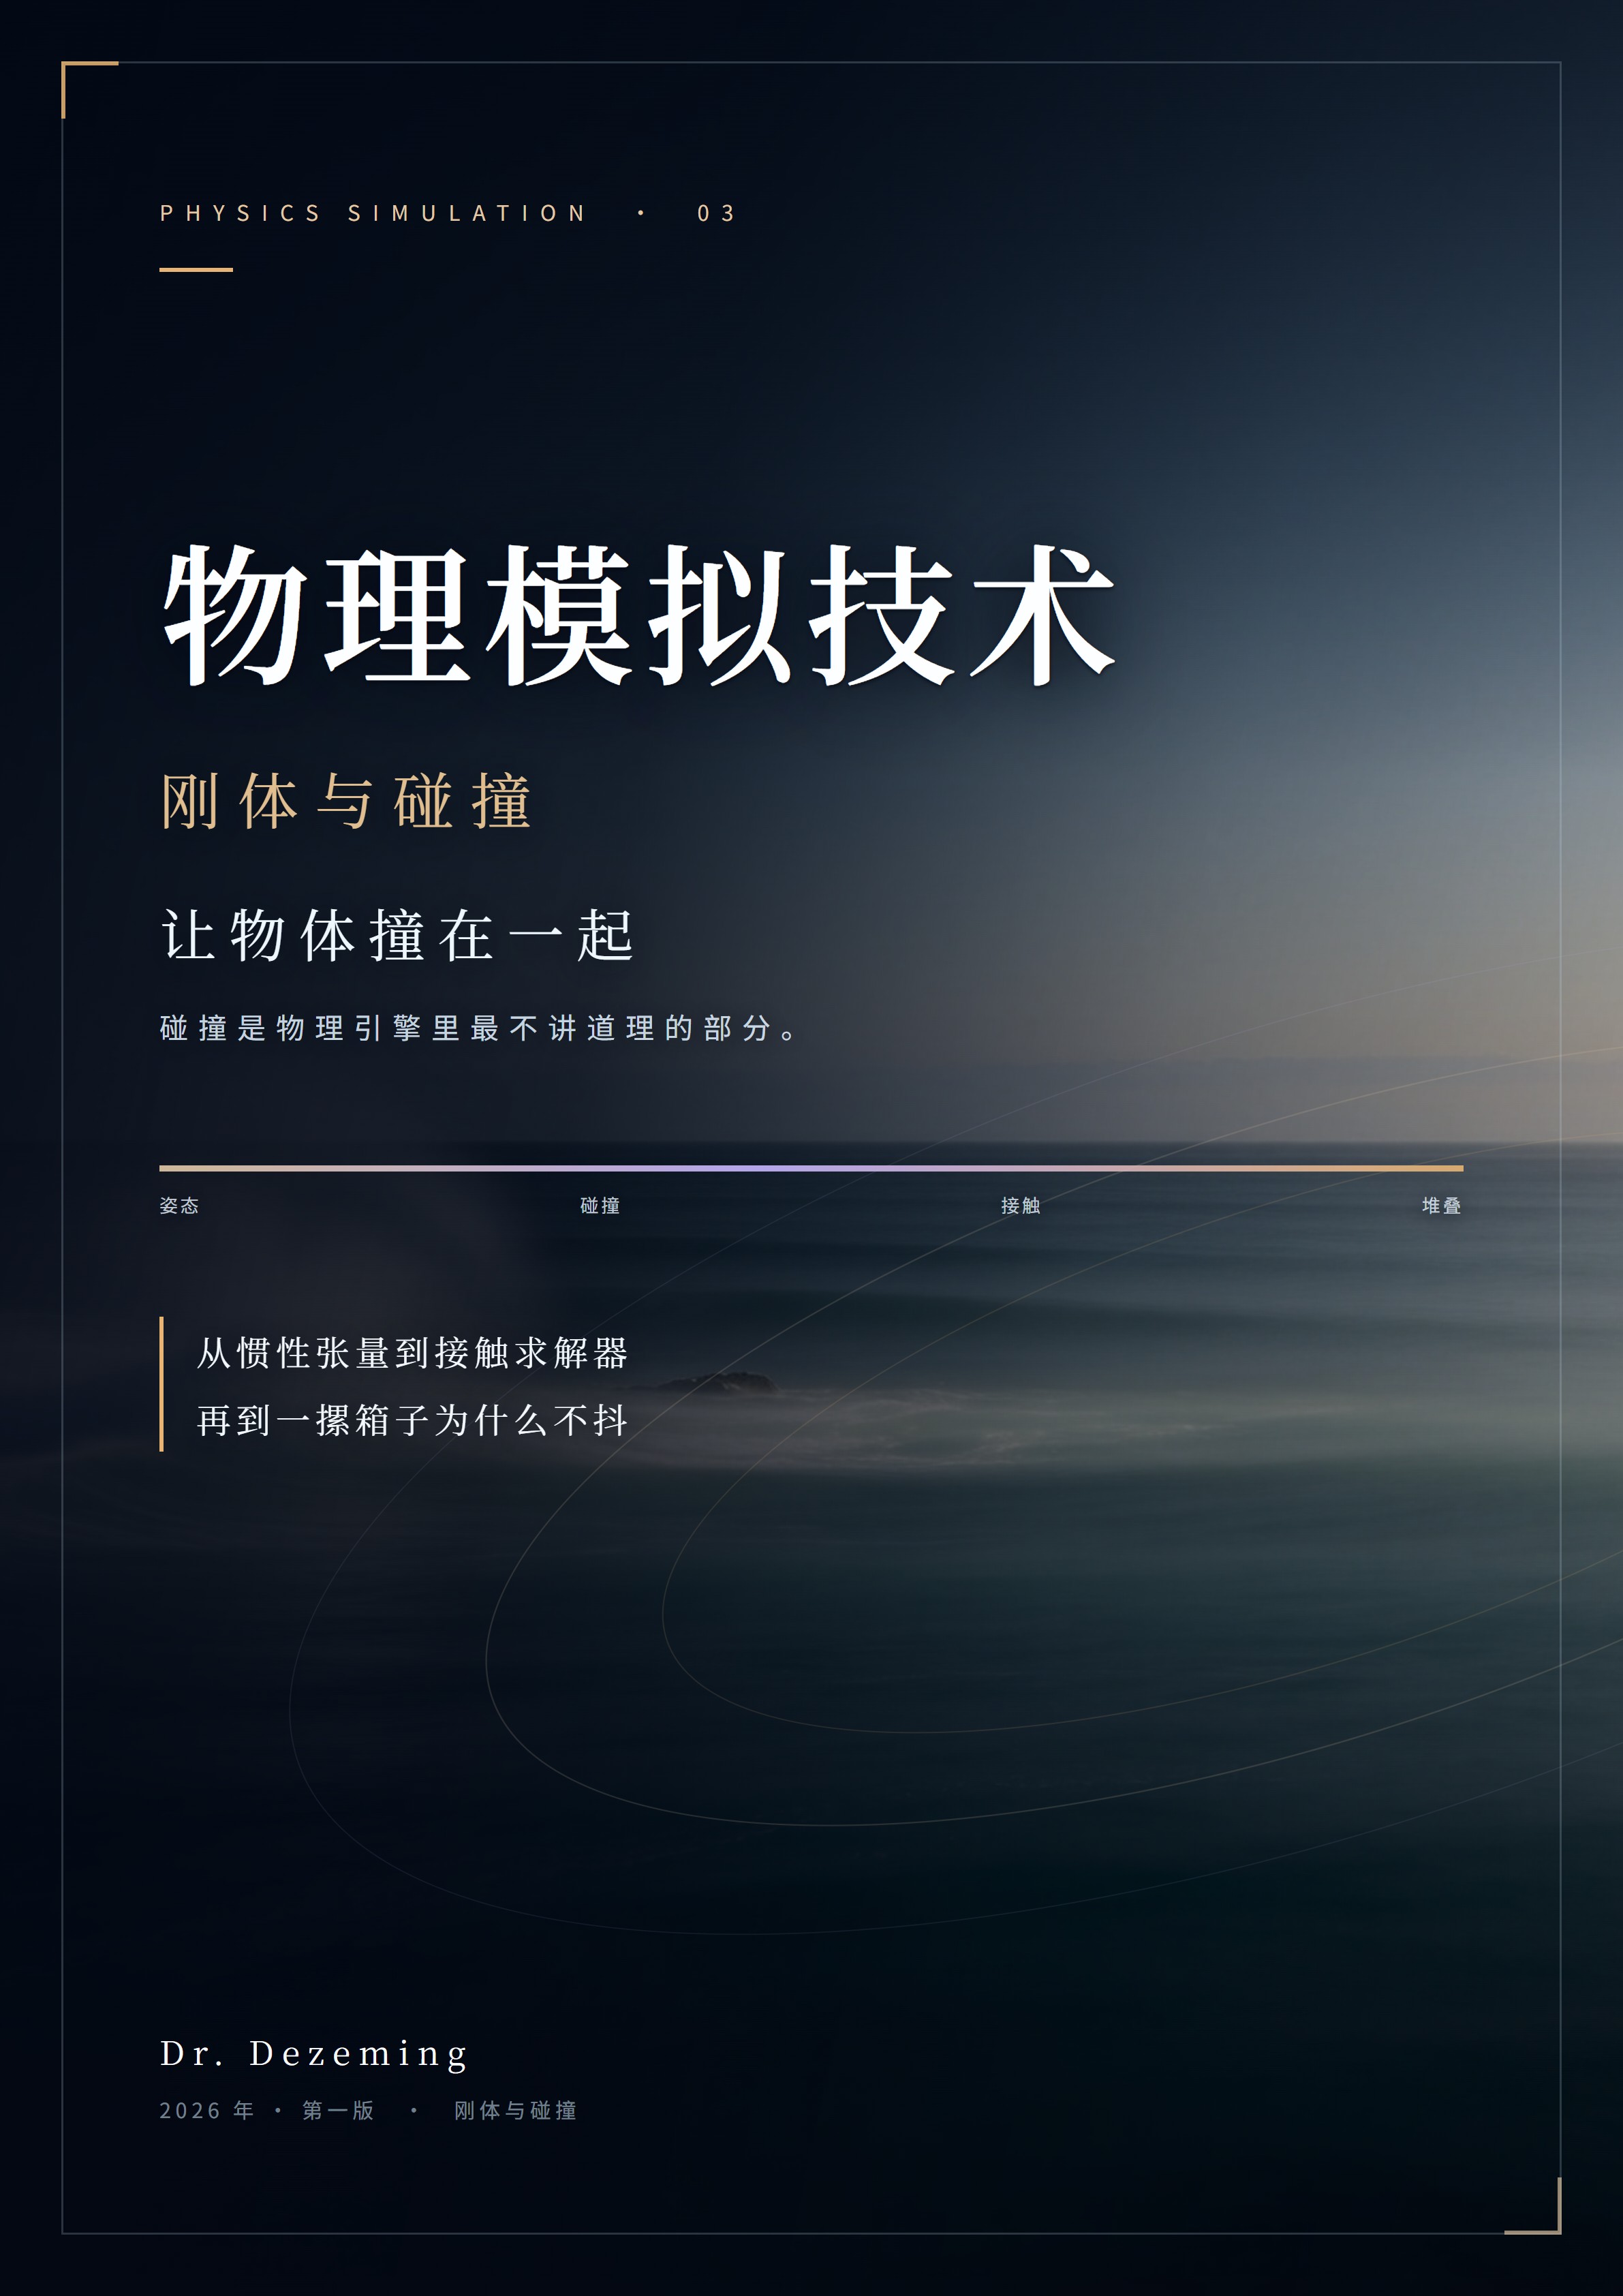 PHYSICS SIMULATION · 03
物理模拟技术
刚体与碰撞
让物体撞在一起
碰撞是物理引擎里最不讲道理的部分。
姿态 碰撞 接触 堆叠
从惯性张量到接触求解器
再到一摞箱子为什么不抖
Dr. Dezeming
2026 年 · 第一版 · 刚体与碰撞